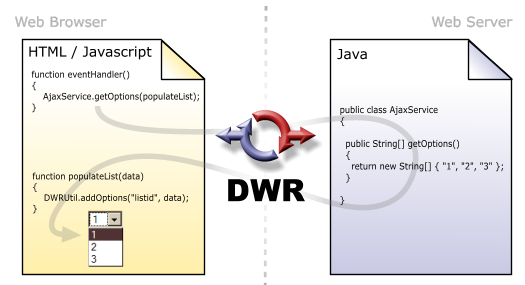 Web Browser
Web Server
HTML / Javascript
function eventHandler()
{
AjaxService.getOptions(populateList);
}
function populateList(data)
{
DWRUtil.addOptions("listid", data);
}
1
1
2
3
DWR
Java
public class AjaxService
{
public String[] getOptions()
{
return new String[] { "1", "2", "3" };
}
}